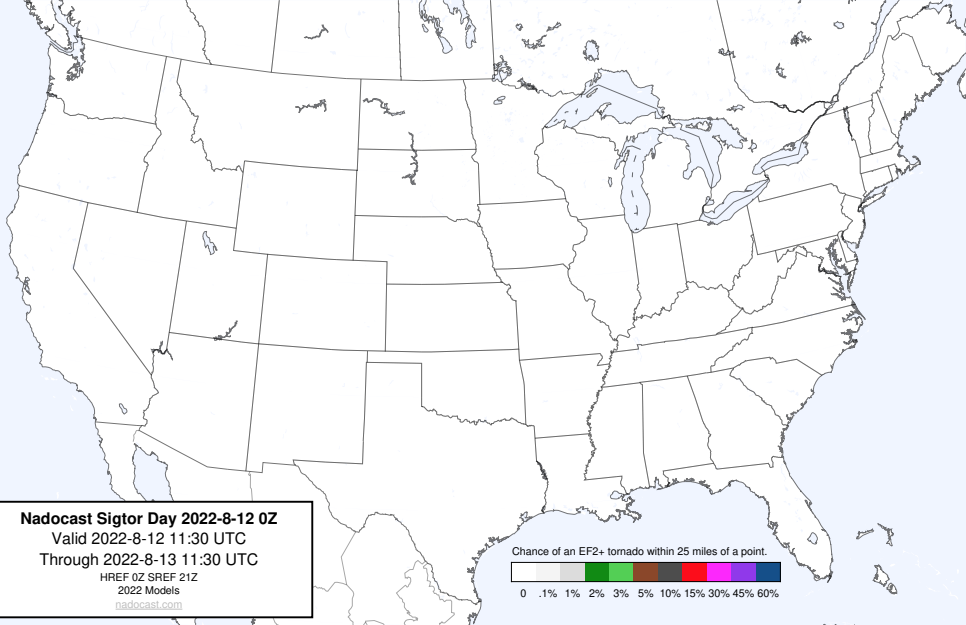 Nadocast Sigtor Day 2022-8-12 0Z
Valid 2022-8-12 11:30 UTC
Through 2022-8-13 11:30 UTC
HREF 0Z SREF 21Z
2022 Models
nadocast.com
Chance of an EF2+ tornado within 25 miles of a point.
0 .1% 1% 2% 3% 5% 10% 15% 30% 45% 60%